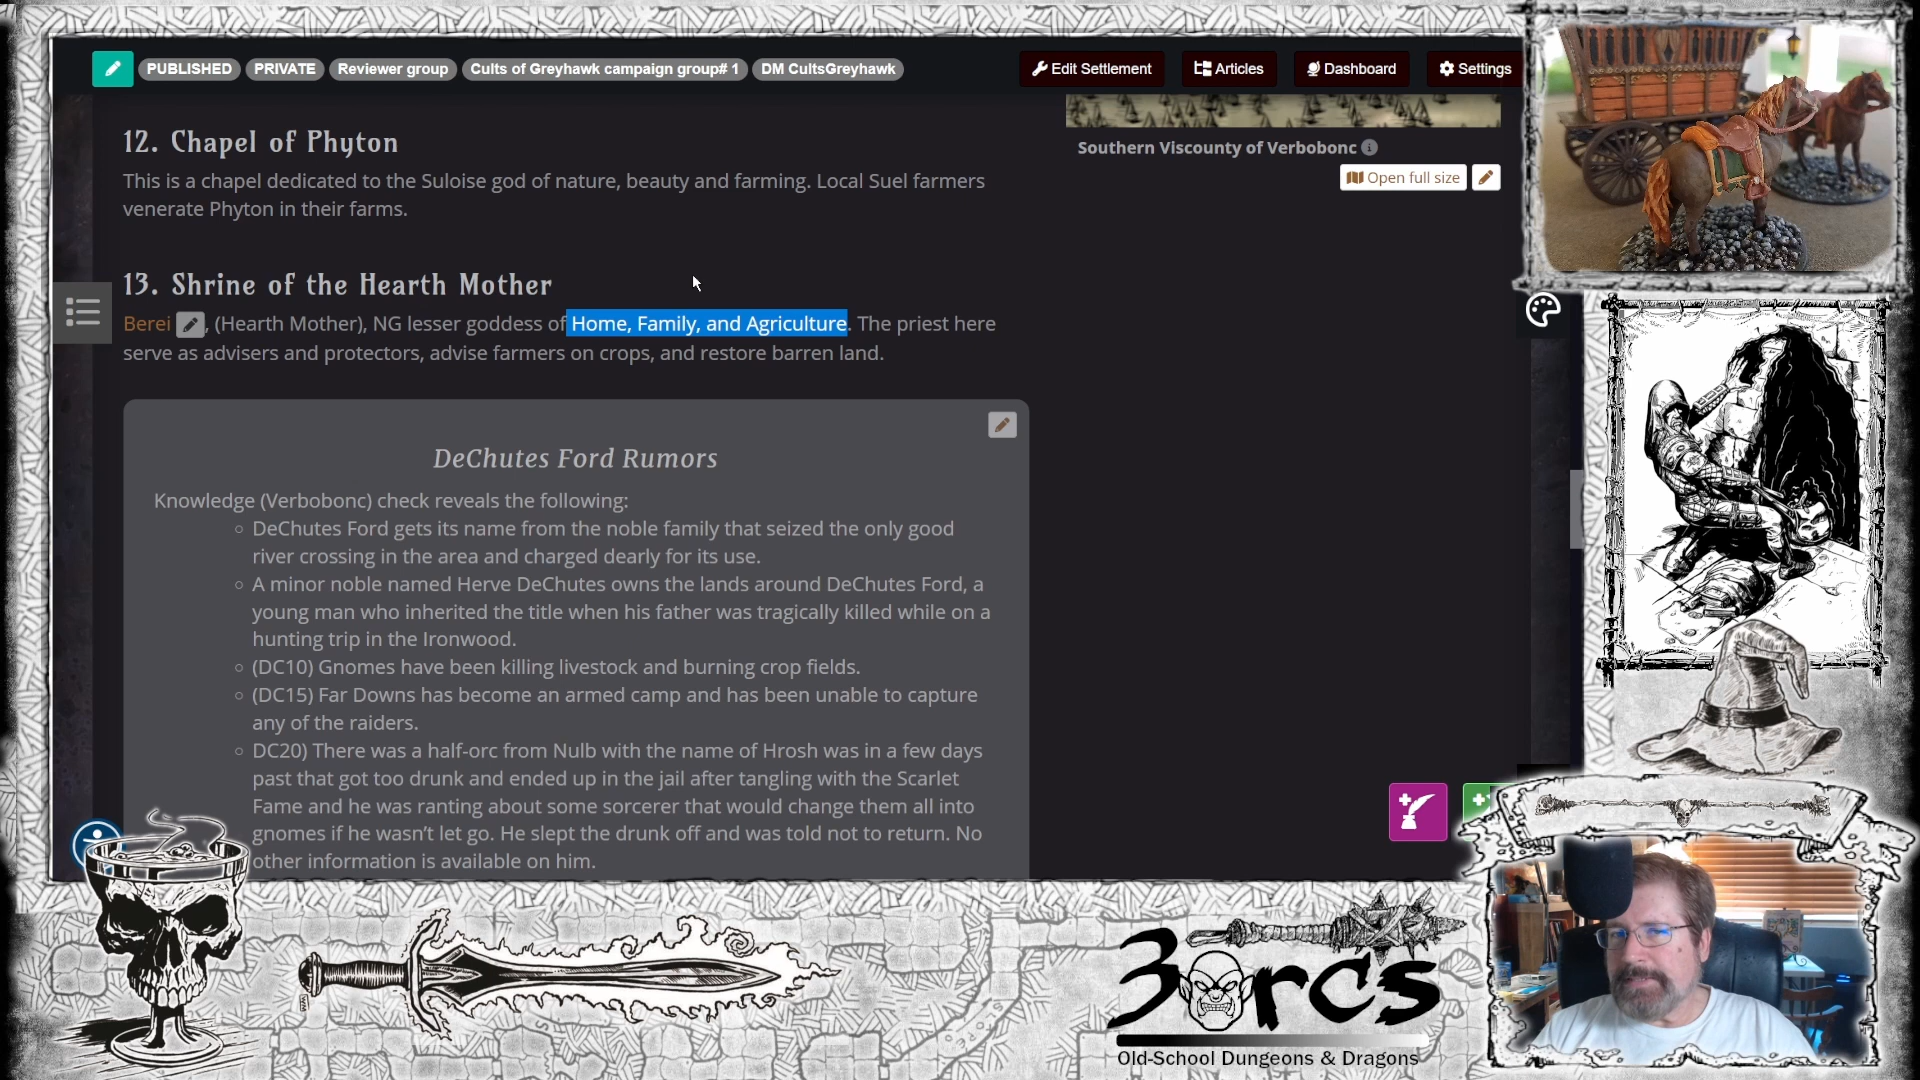 PUBLISHED PRIVATE Reviewer group Cults of Greyhawk campaign group# 1 DM CultsGreyhawk
Edit Settlement Articles Dashboard Settings
12. Chapel of Phyton
This is a chapel dedicated to the Suloise god of nature, beauty and farming. Local Suel farmers
venerate Phyton in their farms.
Southern Viscounty of Verbobonc
Open full size
13. Shrine of the Hearth Mother
Berei , (Hearth Mother), NG lesser goddess of Home, Family, and Agriculture. The priest here
serve as advisers and protectors, advise farmers on crops, and restore barren land.
DeChutes Ford Rumors
Knowledge (Verbobonc) check reveals the following:
DeChutes Ford gets its name from the noble family that seized the only good
river crossing in the area and charged dearly for its use.
A minor noble named Herve DeChutes owns the lands around DeChutes Ford, a
young man who inherited the title when his father was tragically killed while on a
hunting trip in the Ironwood.
(DC10) Gnomes have been killing livestock and burning crop fields.
(DC15) Far Downs has become an armed camp and has been unable to capture
any of the raiders.
DC20) There was a half-orc from Nulb with the name of Hrosh was in a few days
past that got too drunk and ended up in the jail after tangling with the Scarlet
Fame and he was ranting about some sorcerer that would change them all into
gnomes if he wasn't let go. He slept the drunk off and was told not to return. No
other information is available on him.
3 orcs
Old-School Dungeons & Dragons